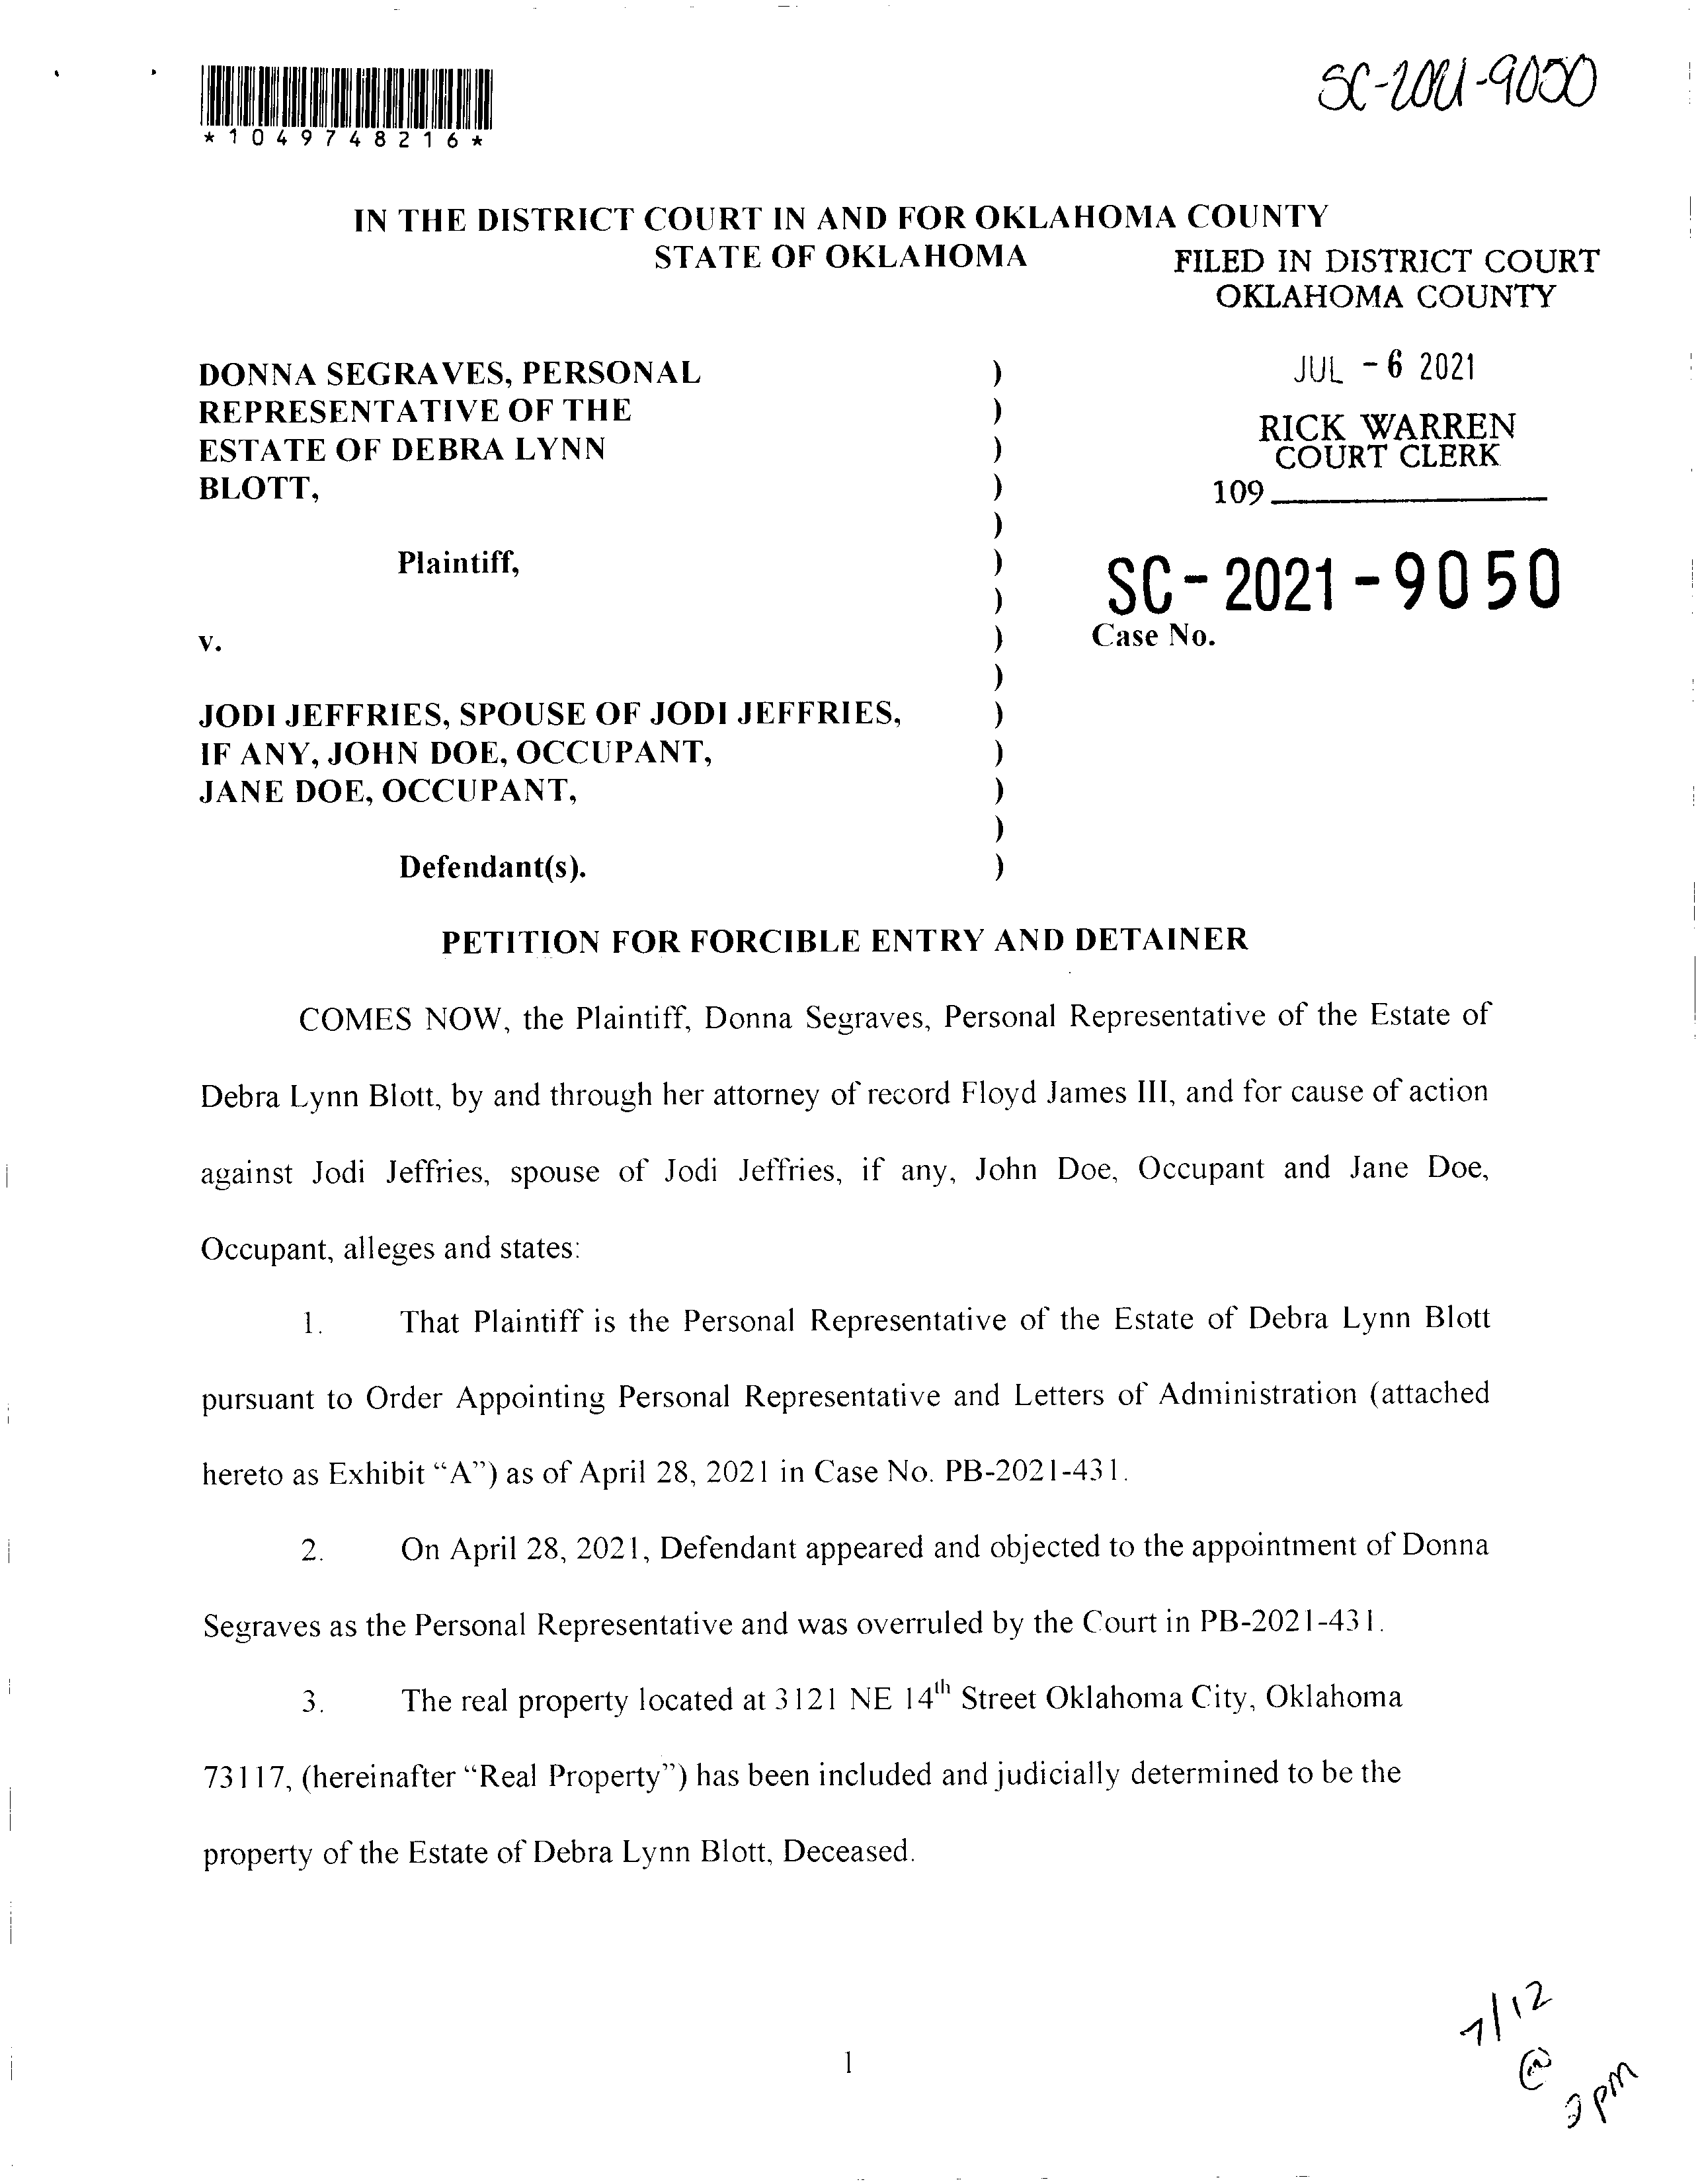 SC-2021-9050
*1049748216*
IN THE DISTRICT COURT IN AND FOR OKLAHOMA COUNTY
STATE OF OKLAHOMA
FILED IN DISTRICT COURT
OKLAHOMA COUNTY
JUL - 6 2021
RICK WARREN
COURT CLERK
109
DONNA SEGRAVES, PERSONAL )
REPRESENTATIVE OF THE )
ESTATE OF DEBRA LYNN )
BLOTT, )
)
Plaintiff, )
)
SC-2021-9050
v. ) Case No.
)
JODI JEFFRIES, SPOUSE OF JODI JEFFRIES, )
IF ANY, JOHN DOE, OCCUPANT, )
JANE DOE, OCCUPANT, )
)
Defendant(s). )
PETITION FOR FORCIBLE ENTRY AND DETAINER
COMES NOW, the Plaintiff, Donna Segraves, Personal Representative of the Estate of
Debra Lynn Blott, by and through her attorney of record Floyd James III, and for cause of action
against Jodi Jeffries, spouse of Jodi Jeffries, if any, John Doe, Occupant and Jane Doe,
Occupant, alleges and states:
1. That Plaintiff is the Personal Representative of the Estate of Debra Lynn Blott
pursuant to Order Appointing Personal Representative and Letters of Administration (attached
hereto as Exhibit “A”) as of April 28, 2021 in Case No. PB-2021-431.
2. On April 28, 2021, Defendant appeared and objected to the appointment of Donna
Segraves as the Personal Representative and was overruled by the Court in PB-2021-431.
3. The real property located at 3121 NE 14th Street Oklahoma City, Oklahoma
73117, (hereinafter “Real Property”) has been included and judicially determined to be the
property of the Estate of Debra Lynn Blott, Deceased.
1
7/12
@
2pm